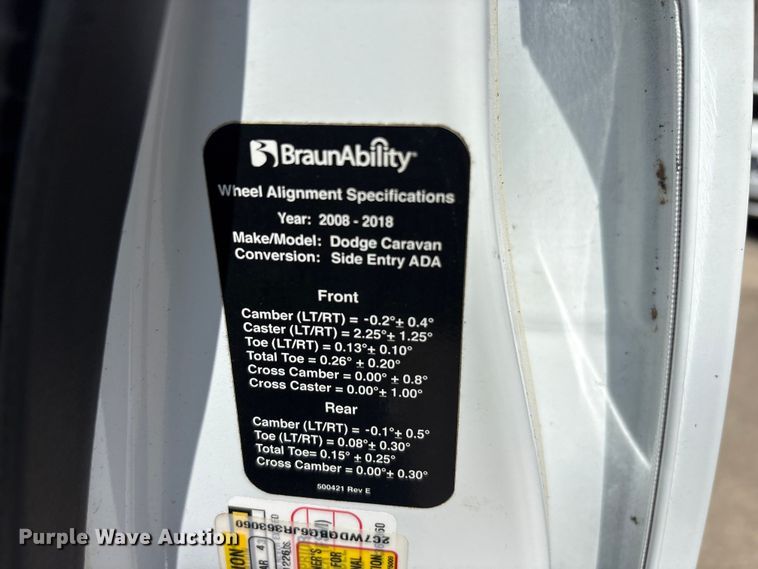 BraunAbility
Wheel Alignment Specifications
Year: 2008 - 2018
Make/Model: Dodge Caravan
Conversion: Side Entry ADA
Front
Camber (LT/RT) = -0.2°± 0.4°
Caster (LT/RT) = 2.25°± 1.25°
Toe (LT/RT) = 0.13°± 0.10°
Total Toe = 0.26° ± 0.20°
Cross Camber = 0.00° ± 0.8°
Cross Caster = 0.00°± 1.00°
Rear
Camber (LT/RT) = -0.1°± 0.5°
Toe (LT/RT) = 0.08°± 0.30°
Total Toe= 0.15° ± 0.25°
Cross Camber = 0.00°± 0.30°
500421 Rev E
Purple Wave Auction